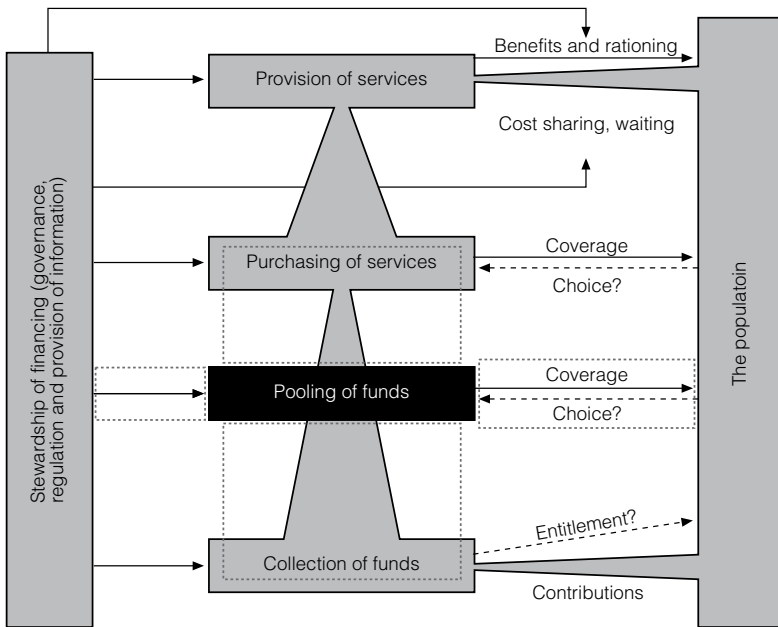 Stewardship of financing (governance,
regulation and provision of information)
Provision of services
Benefits and rationing
Cost sharing, waiting
Purchasing of services
Coverage
Choice?
Pooling of funds
Coverage
Choice?
Collection of funds
Entitlement?
Contributions
The populatoin